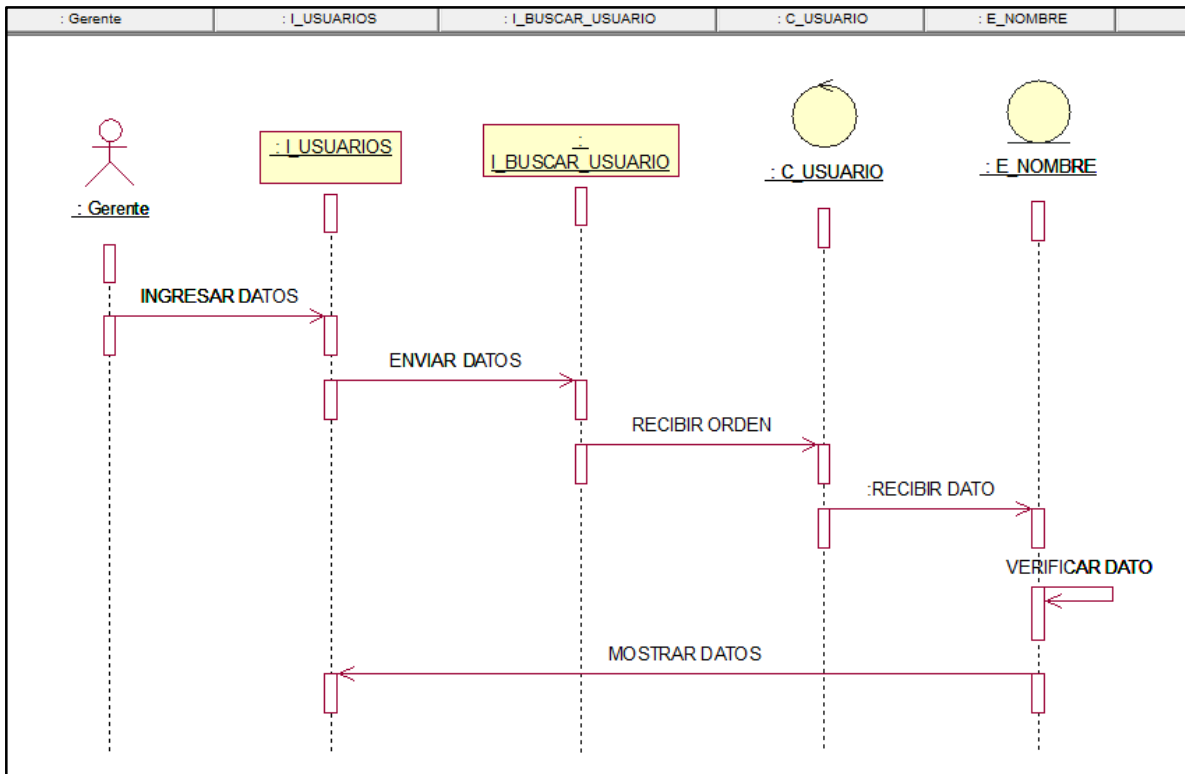 : Gerente
: I_USUARIOS
: I_BUSCAR_USUARIO
: C_USUARIO
: E_NOMBRE
: Gerente
: I_USUARIOS
:
I_BUSCAR_USUARIO
: C_USUARIO
: E_NOMBRE
INGRESAR DATOS
ENVIAR DATOS
RECIBIR ORDEN
:RECIBIR DATO
VERIFICAR DATO
MOSTRAR DATOS